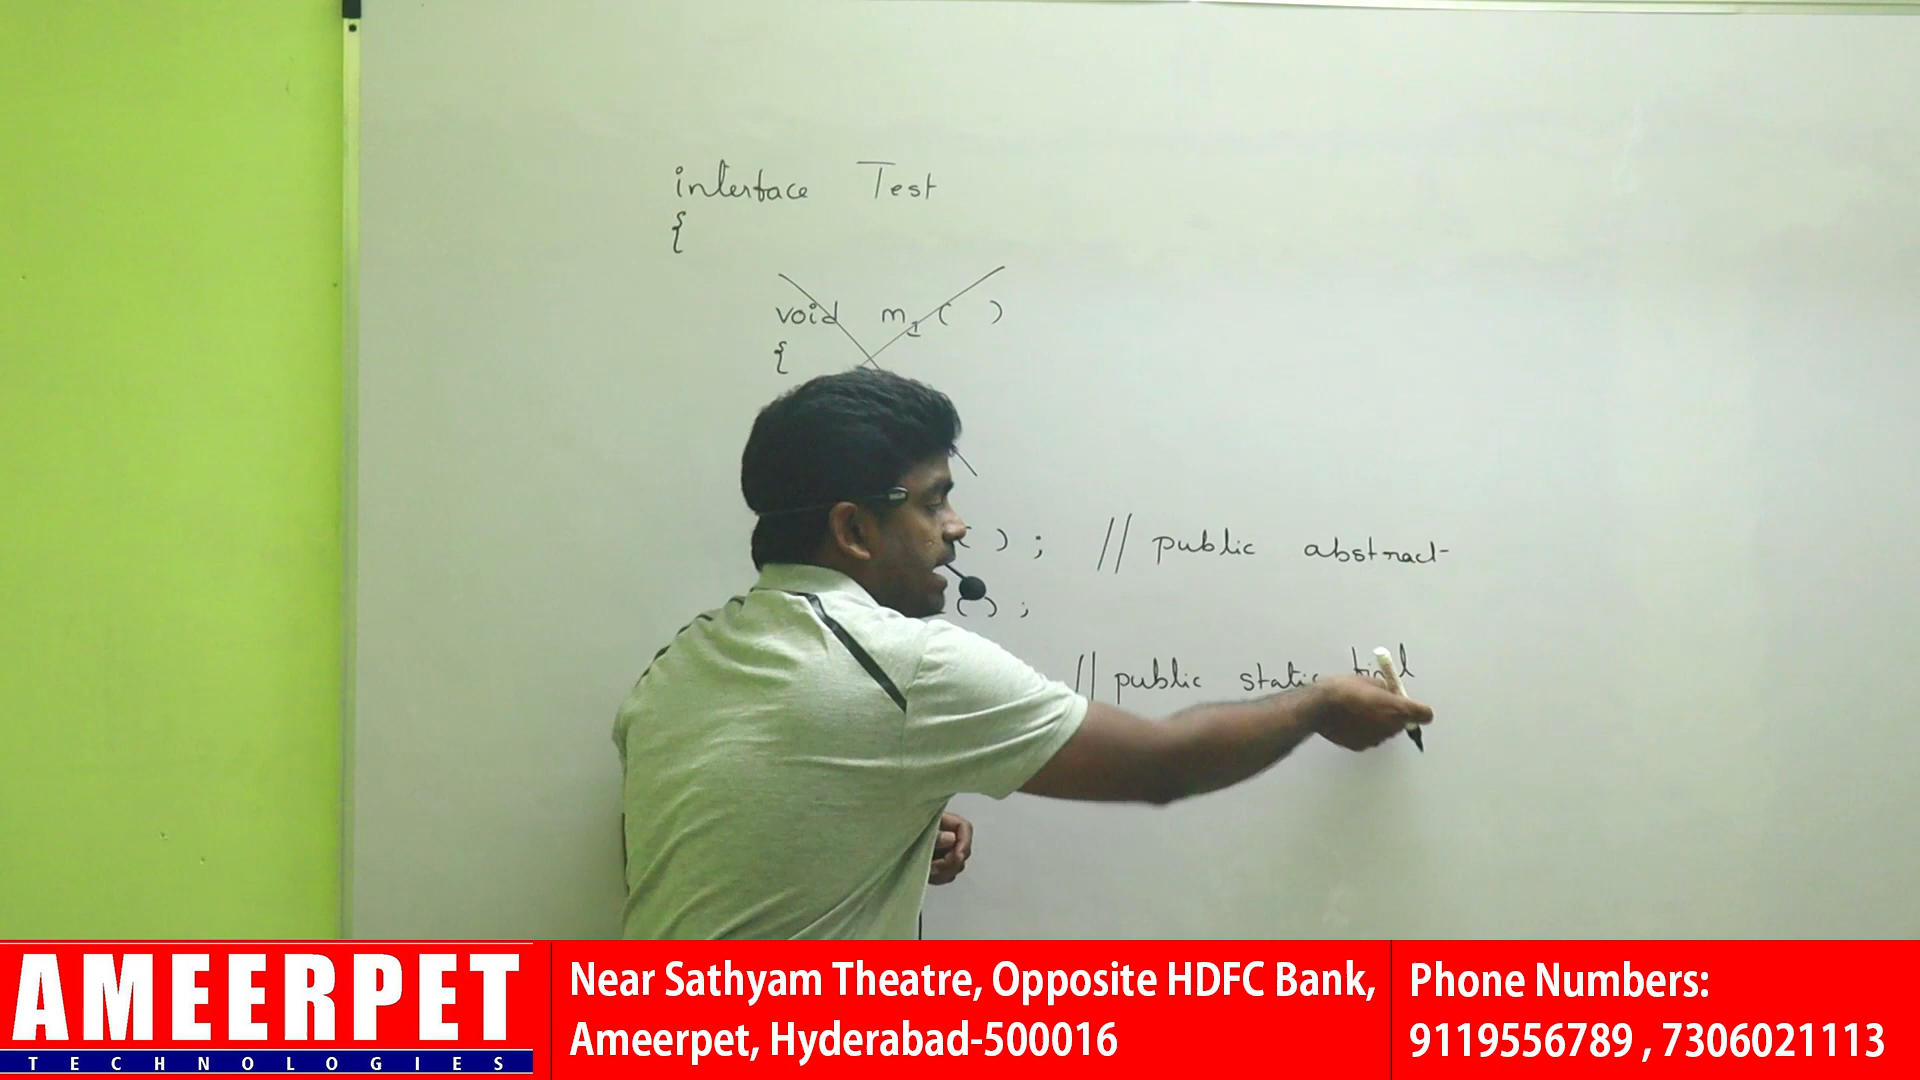 interface Test
{
void m1 ( )
{
( ) ; // public abstract
( ) ;
// public static final
AMEERPET
TECHNOLOGIES
Near Sathyam Theatre, Opposite HDFC Bank,
Ameerpet, Hyderabad-500016
Phone Numbers:
9119556789 , 7306021113